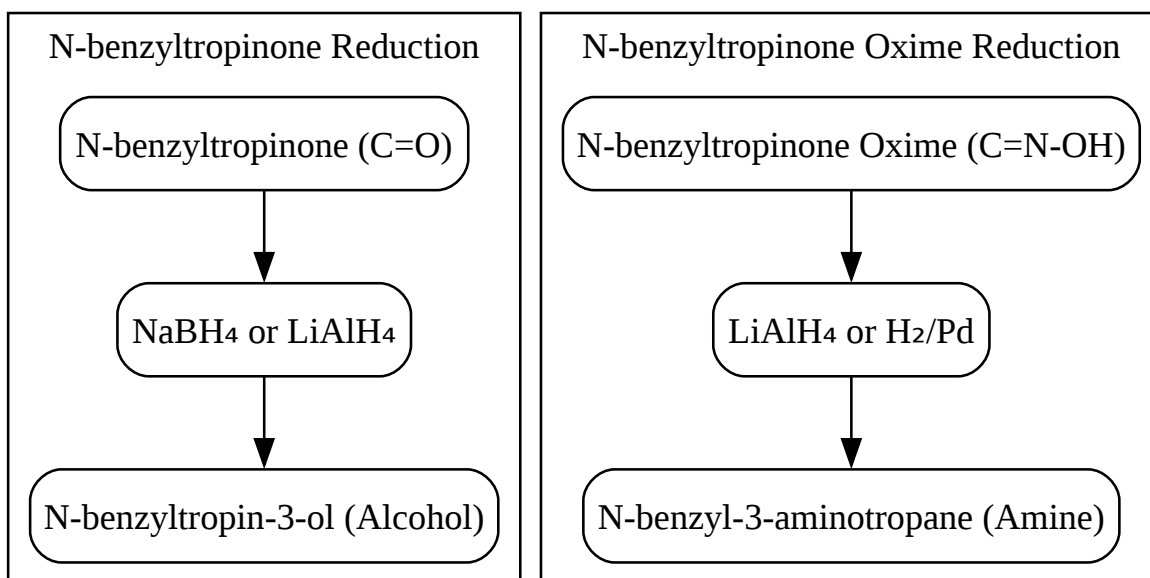 N-benzyltropinone Reduction
N-benzyltropinone (C=O)
NaBH₄ or LiAlH₄
N-benzyltropin-3-ol (Alcohol)
N-benzyltropinone Oxime Reduction
N-benzyltropinone Oxime (C=N-OH)
LiAlH₄ or H₂/Pd
N-benzyl-3-aminotropane (Amine)